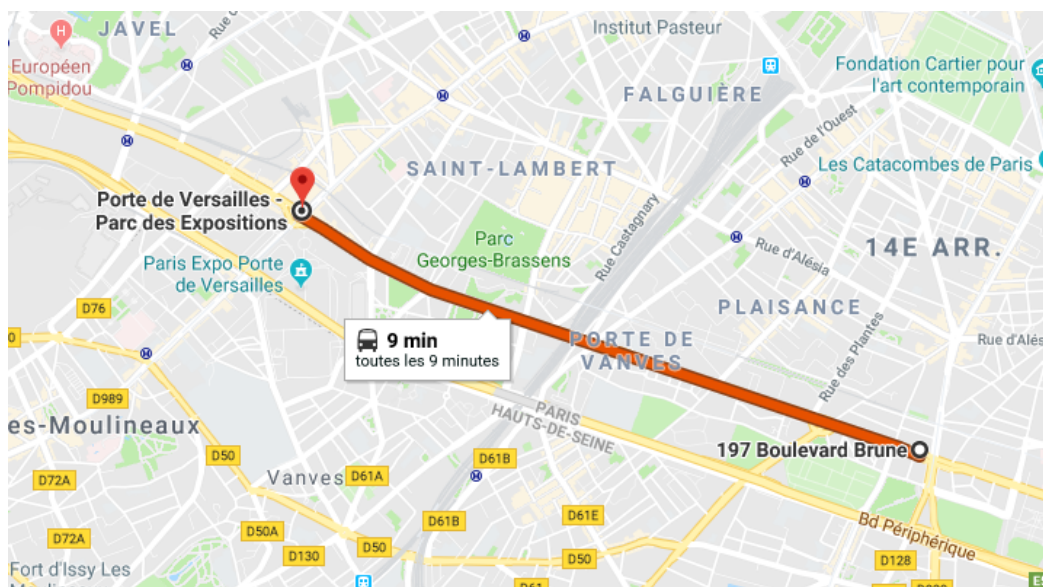 JAVEL
Rue de
Institut Pasteur
H
Européen
Pompidou
Fondation Cartier pour
l'art contemporain
FALGUIÈRE
Rue de l'Ouest
M
SAINT-LAMBERT
Les Catacombes de Paris
Porte de Versailles -
Parc des Expositions
Rue Castagnary
Parc
Georges-Brassens
Rue d'Alésia
14E ARR.
Paris Expo Porte
de Versailles
D76
PLAISANCE
9 min
toutes les 9 minutes
PORTE DE
VANVES
Rue des Plantes
Rue d'Alés
D989
PARIS
HAUTS-DE-SEINE
es-Moulineaux
197 Boulevard Brune
D50
D61B
Vanves
D61A
D72A
D61B
D61E
Bd Périphérique
D72A
D50A
D50
D130
D50
D128
Fort d'Issy Les
D61